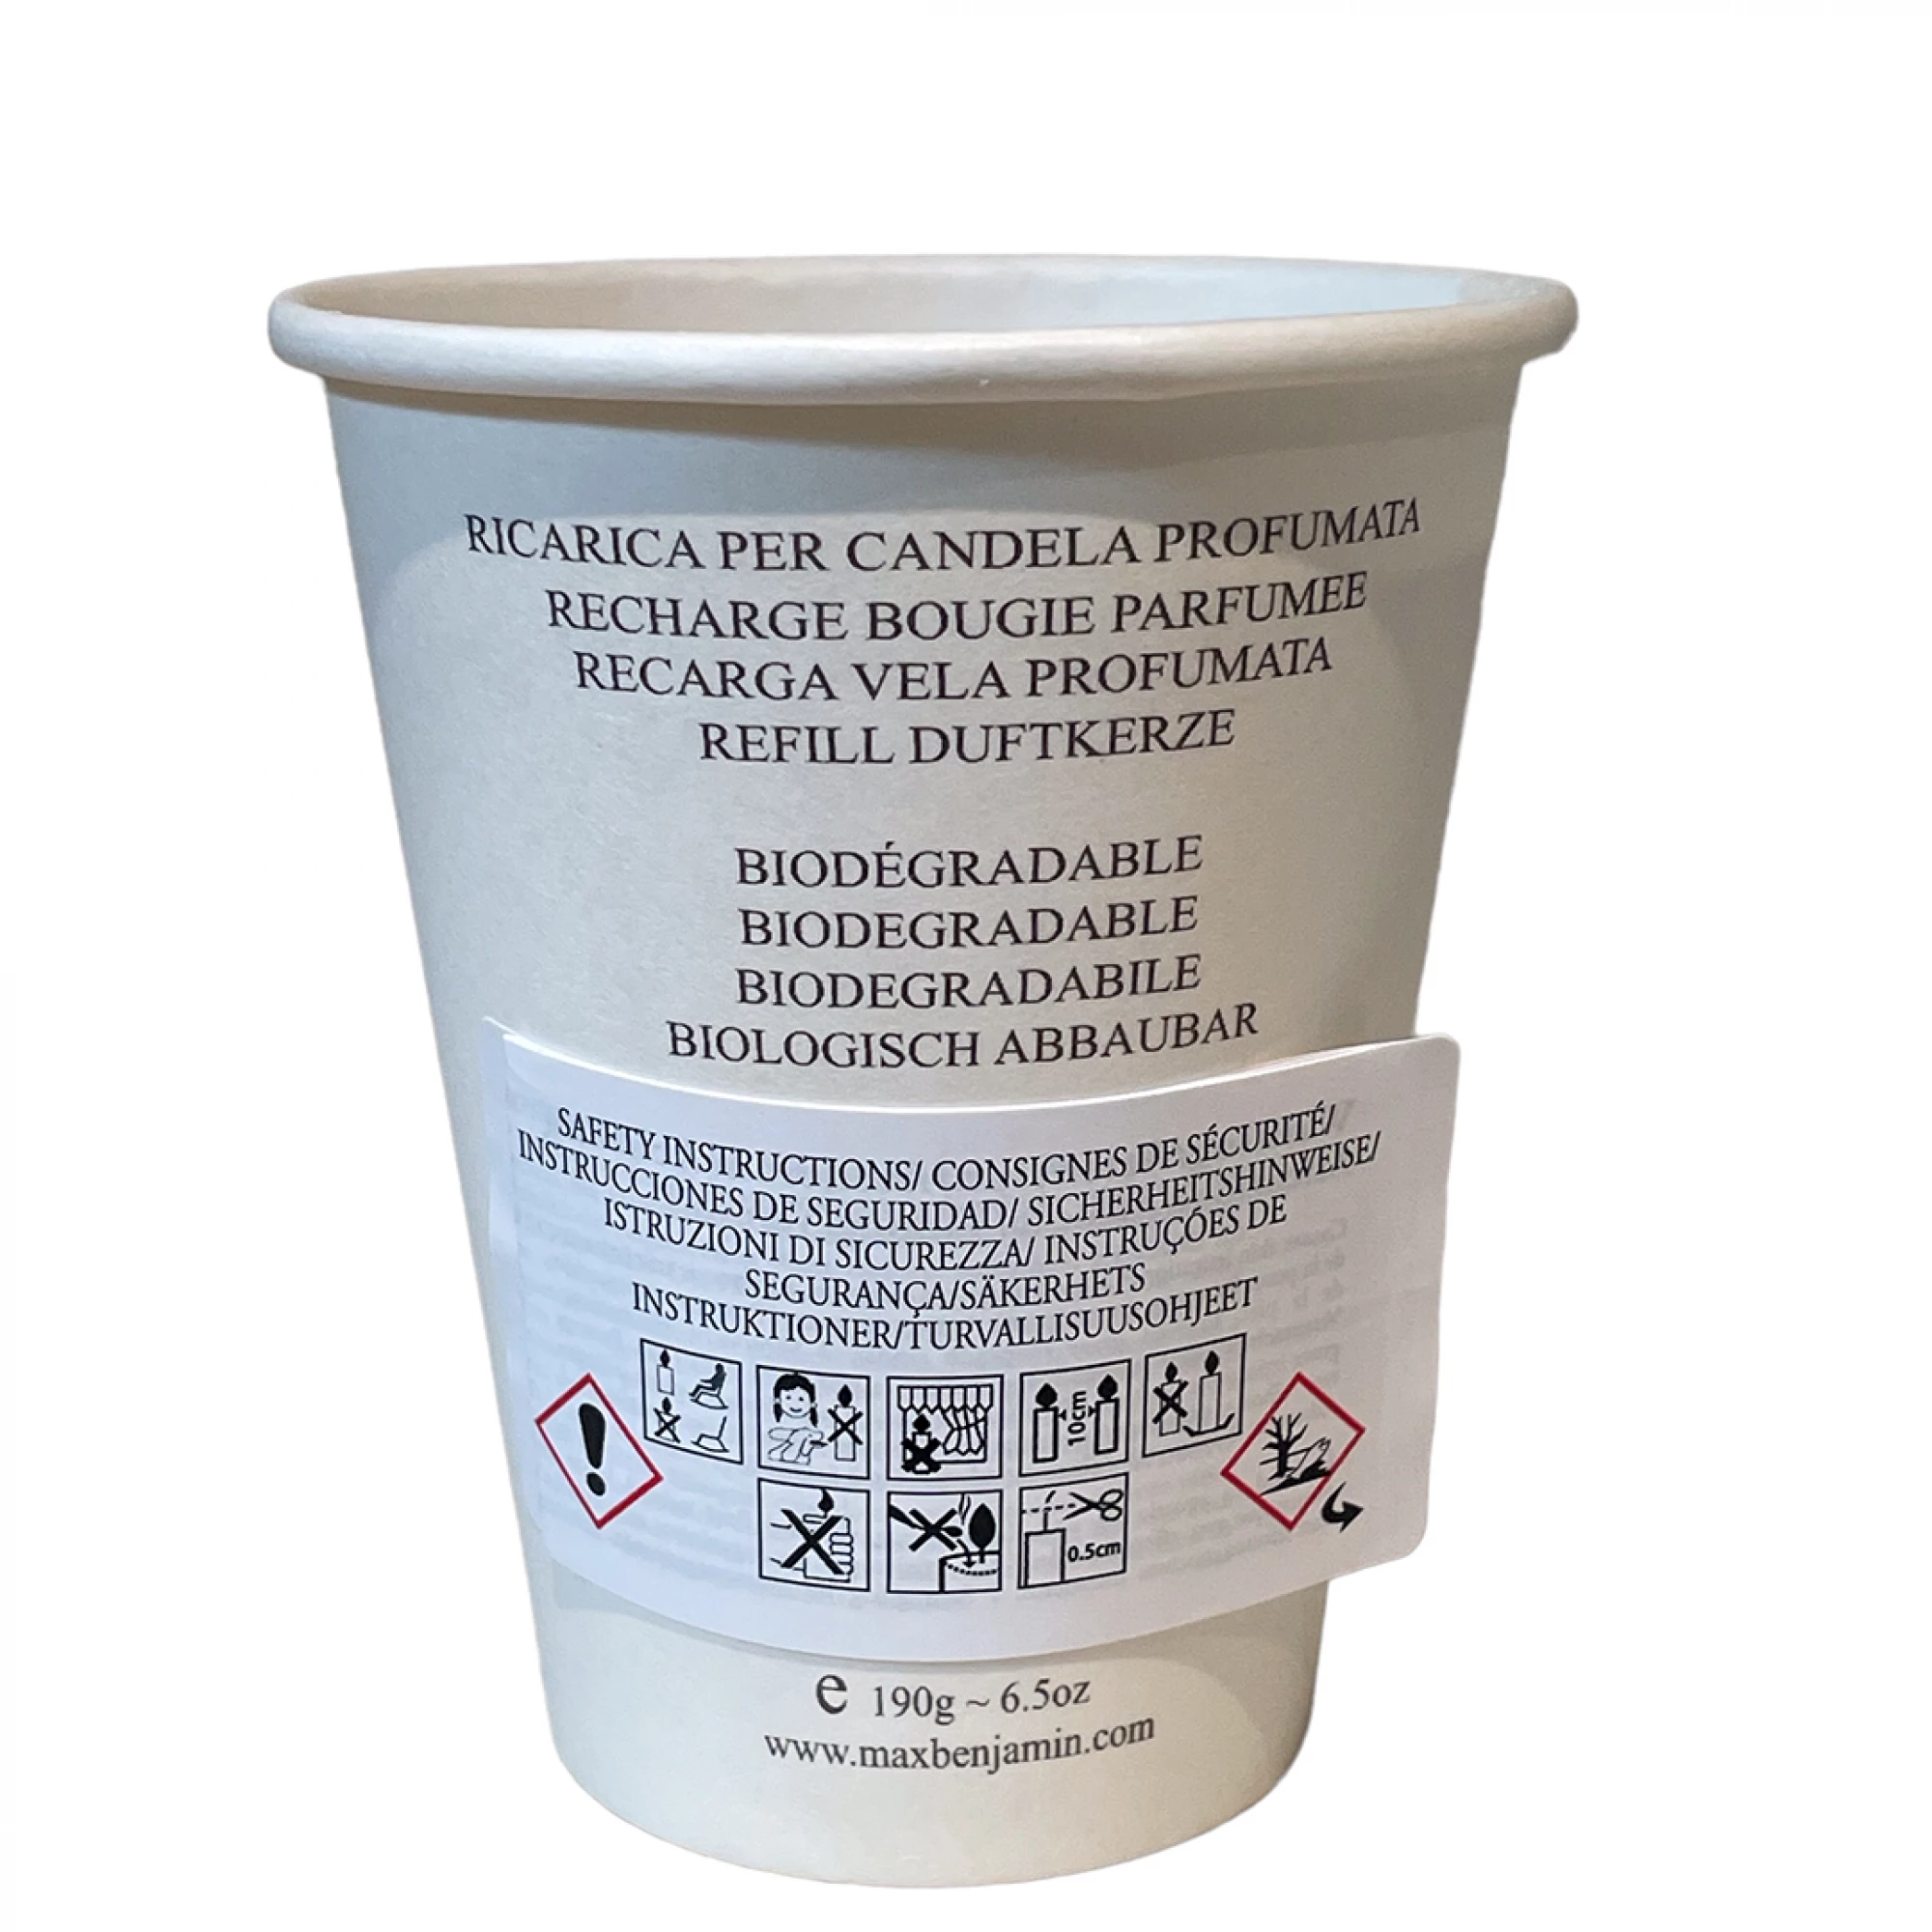 RICARICA PER CANDELA PROFUMATA
RECHARGE BOUGIE PARFUMEE
RECARGA VELA PROFUMATA
REFILL DUFTKERZE
BIODÉGRADABLE
BIODEGRADABLE
BIODEGRADABILE
BIOLOGISCH ABBAUBAR
SAFETY INSTRUCTIONS/ CONSIGNES DE SÉCURITÉ/
INSTRUCCIONES DE SEGURIDAD/ SICHERHEITSHINWEISE/
ISTRUZIONI DI SICUREZZA/ INSTRUÇÓES DE
SEGURANÇA/SÄKERHETS
INSTRUKTIONER/TURVALLISUUSOHJEET
10cm
0.5cm
e 190g ~ 6.5oz
www.maxbenjamin.com